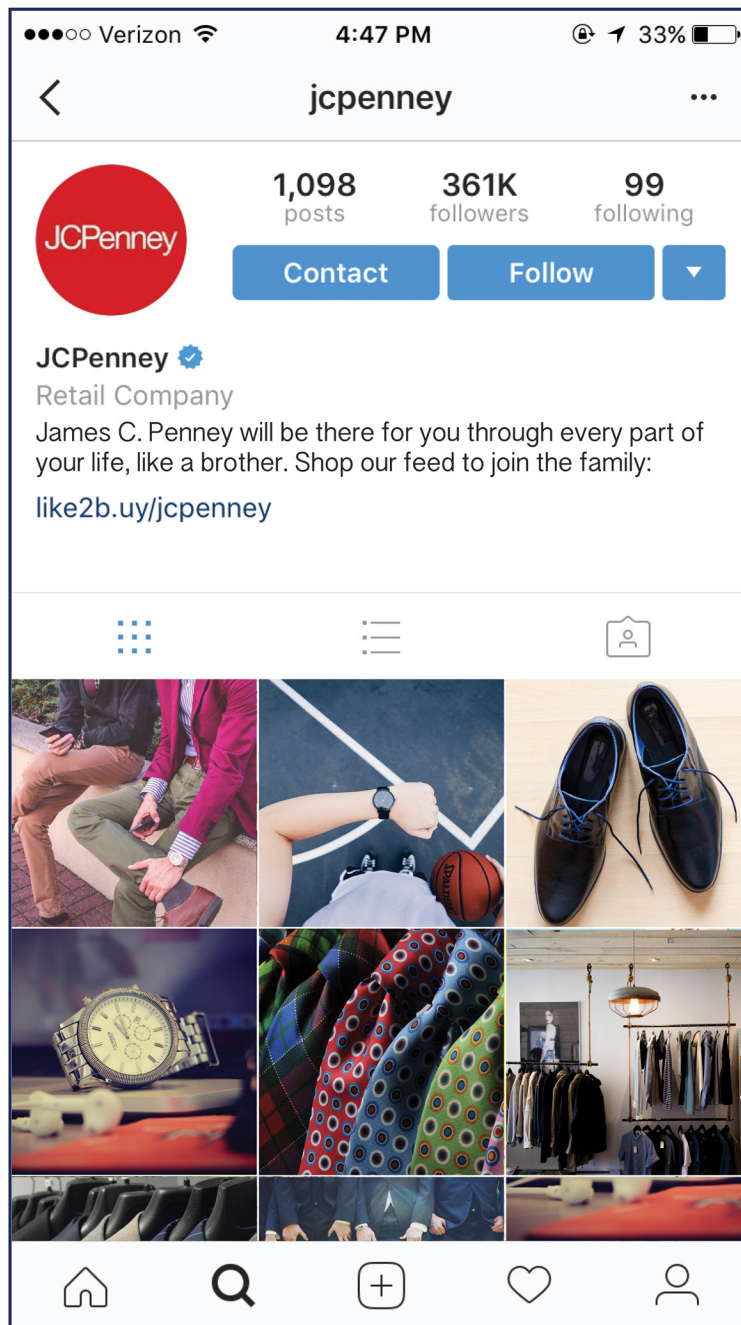 Verizon
4:47 PM
33%
jcpenney
JCPenney
1,098
posts
361K
followers
99
following
Contact
Follow
JCPenney
Retail Company
James C. Penney will be there for you through every part of
your life, like a brother. Shop our feed to join the family:
like2b.uy/jcpenney
SPALDING